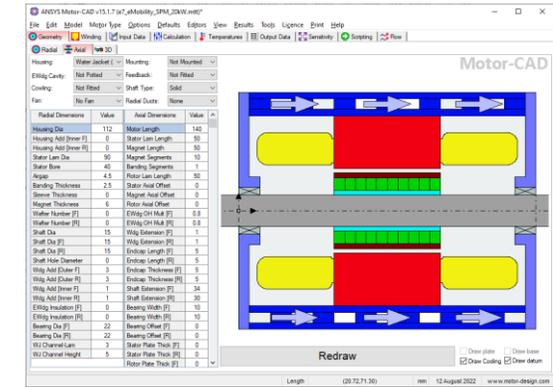 ANSYS Motor-CAD v15.1.7 (e7_eMobility_SPM_20kW.mtt)*
File Edit Model Motor Type Options Defaults Editors View Results Tools Licence Print Help
Geometry Winding Input Data Calculation Temperatures Output Data Sensitivity Scripting Flow
Radial Axial 3D
Housing: Water Jacket ( Mounting: Not Mounted
EWdg Cavity: Not Potted Feedback: Not Fitted
Cowling: Not Fitted Shaft Type: Solid
Fan: No Fan Radial Ducts: None
Motor-CAD
Radial Dimensions Value Axial Dimensions Value
Housing Dia 112 Motor Length 140
Housing Add [Inner F] 0 Stator Lam Length 50
Housing Add [Inner R] 0 Magnet Length 50
Stator Lam Dia 90 Magnet Segments 10
Stator Bore 40 Banding Segments 1
Airgap 4.5 Rotor Lam Length 50
Banding Thickness 2.5 Stator Axial Offset 0
Sleeve Thickness 0 Magnet Axial Offset 0
Magnet Thickness 6 Rotor Axial Offset 0
Wafter Number [F] 0 EWdg OH Mult [F] 0.8
Wafter Number [R] 0 EWdg OH Mult [R] 0.8
Shaft Dia 15 Wdg Extension [F] 1
Shaft Dia [F] 15 Wdg Extension [R] 1
Shaft Dia [R] 15 Endcap Length [F] 5
Shaft Hole Diameter 0 Endcap Length [R] 5
Wdg Add [Outer F] 3 Endcap Thickness [F] 5
Wdg Add [Outer R] 3 Endcap Thickness [R] 5
Wdg Add [Inner F] 1 Shaft Extension [F] 34
Wdg Add [Inner R] 1 Shaft Extension [R] 30
EWdg Insulation [F] 0 Bearing Width [F] 10
EWdg Insulation [R] 0 Bearing Width [R] 10
Bearing Dia [F] 22 Bearing Offset [F] 0
Bearing Dia [R] 22 Bearing Offset [R] 0
WJ Channel-Lam 3 Stator Plate Thick [F] 0
WJ Channel Height 5 Stator Plate Thick [R] 0
Rotor Plate Thick [F] 0
Redraw
Draw plate Draw base
Draw Cooling Draw datum
Length (20.72,71.30) mm 12 August 2022 www.motor-design.com